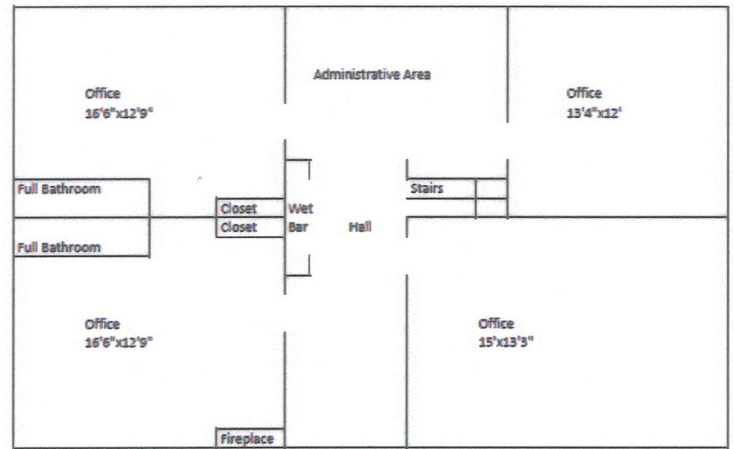 Administrative Area
Office
16'6"x12'9"
Office
13'4"x12'
Full Bathroom
Stairs
Closet
Wet
Closet
Bar
Hall
Full Bathroom
Office
16'6"x12'9"
Office
15'x13'3"
Fireplace